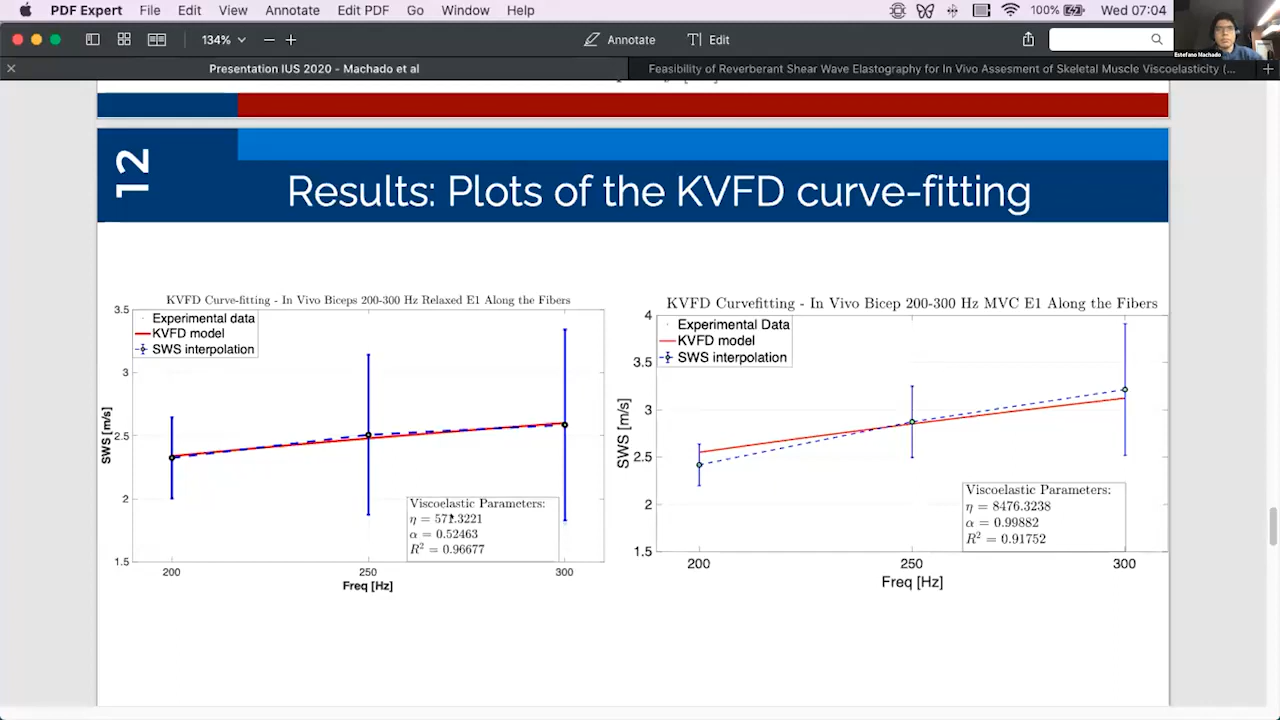 PDF Expert File Edit View Annotate Edit PDF Go Window Help 100% Wed 07:04
134% Annotate T Edit
Estefano Machado
Presentation IUS 2020 - Machado et al
Feasibility of Reverberant Shear Wave Elastography for In Vivo Assesment of Skeletal Muscle Viscoelasticity (...
12
Results: Plots of the KVFD curve-fitting
KVFD Curve-fitting - In Vivo Biceps 200-300 Hz Relaxed E1 Along the Fibers
3.5
Experimental data
KVFD model
SWS interpolation
3
2.5
2
1.5
SWS [m/s]
Viscoelastic Parameters:
η = 571.3221
α = 0.52463
R² = 0.96677
200 250 300
Freq [Hz]
KVFD Curvefitting - In Vivo Bicep 200-300 Hz MVC E1 Along the Fibers
4
Experimental Data
KVFD model
SWS interpolation
3.5
3
2.5
2
1.5
SWS [m/s]
Viscoelastic Parameters:
η = 8476.3238
α = 0.99882
R² = 0.91752
200 250 300
Freq [Hz]